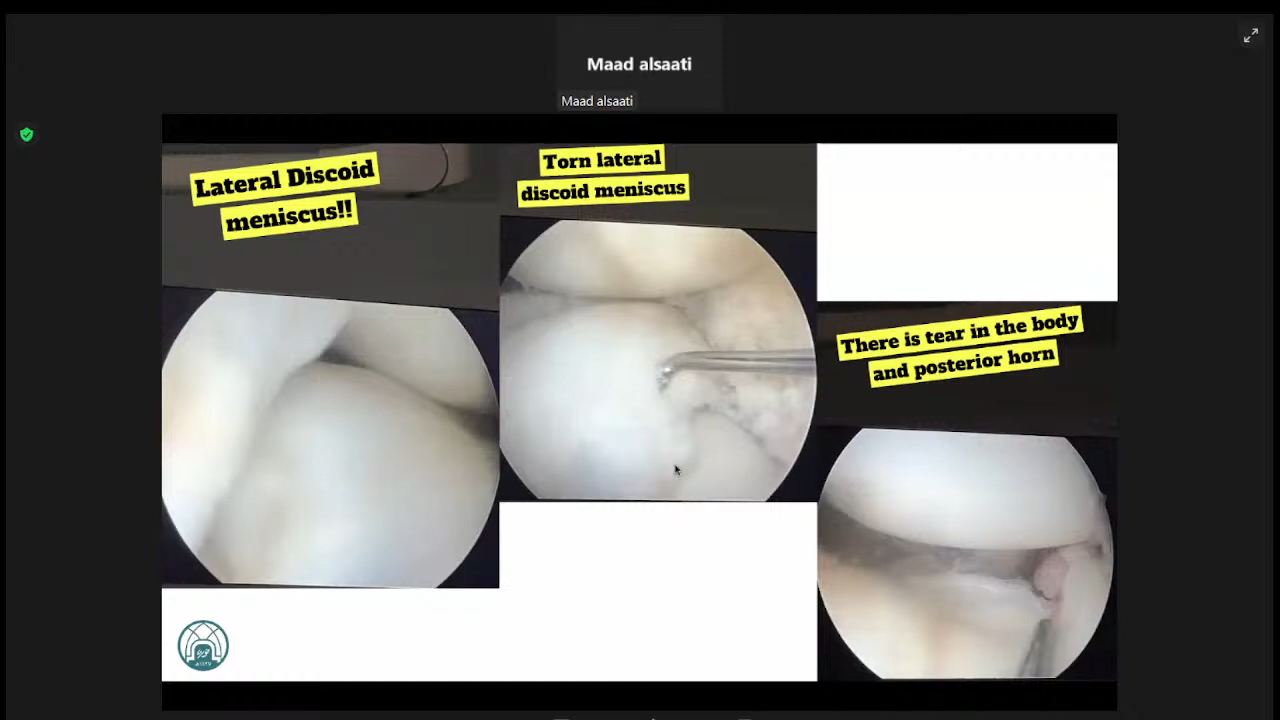 Maad alsaati
Maad alsaati
Lateral Discoid
meniscus!!
Torn lateral
discoid meniscus
There is tear in the body
and posterior horn